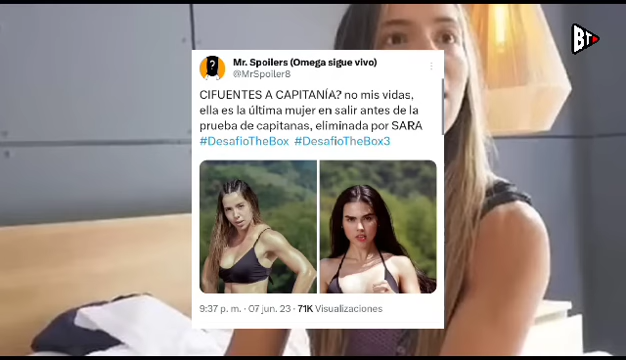 BT
Mr. Spoilers (Omega sigue vivo)
@MrSpoiler8
CIFUENTES A CAPITANÍA? no mis vidas,
ella es la última mujer en salir antes de la
prueba de capitanas, eliminada por SARA
#DesafioTheBox #DesafioTheBox3
9:37 p. m. · 07 jun. 23 · 71K Visualizaciones